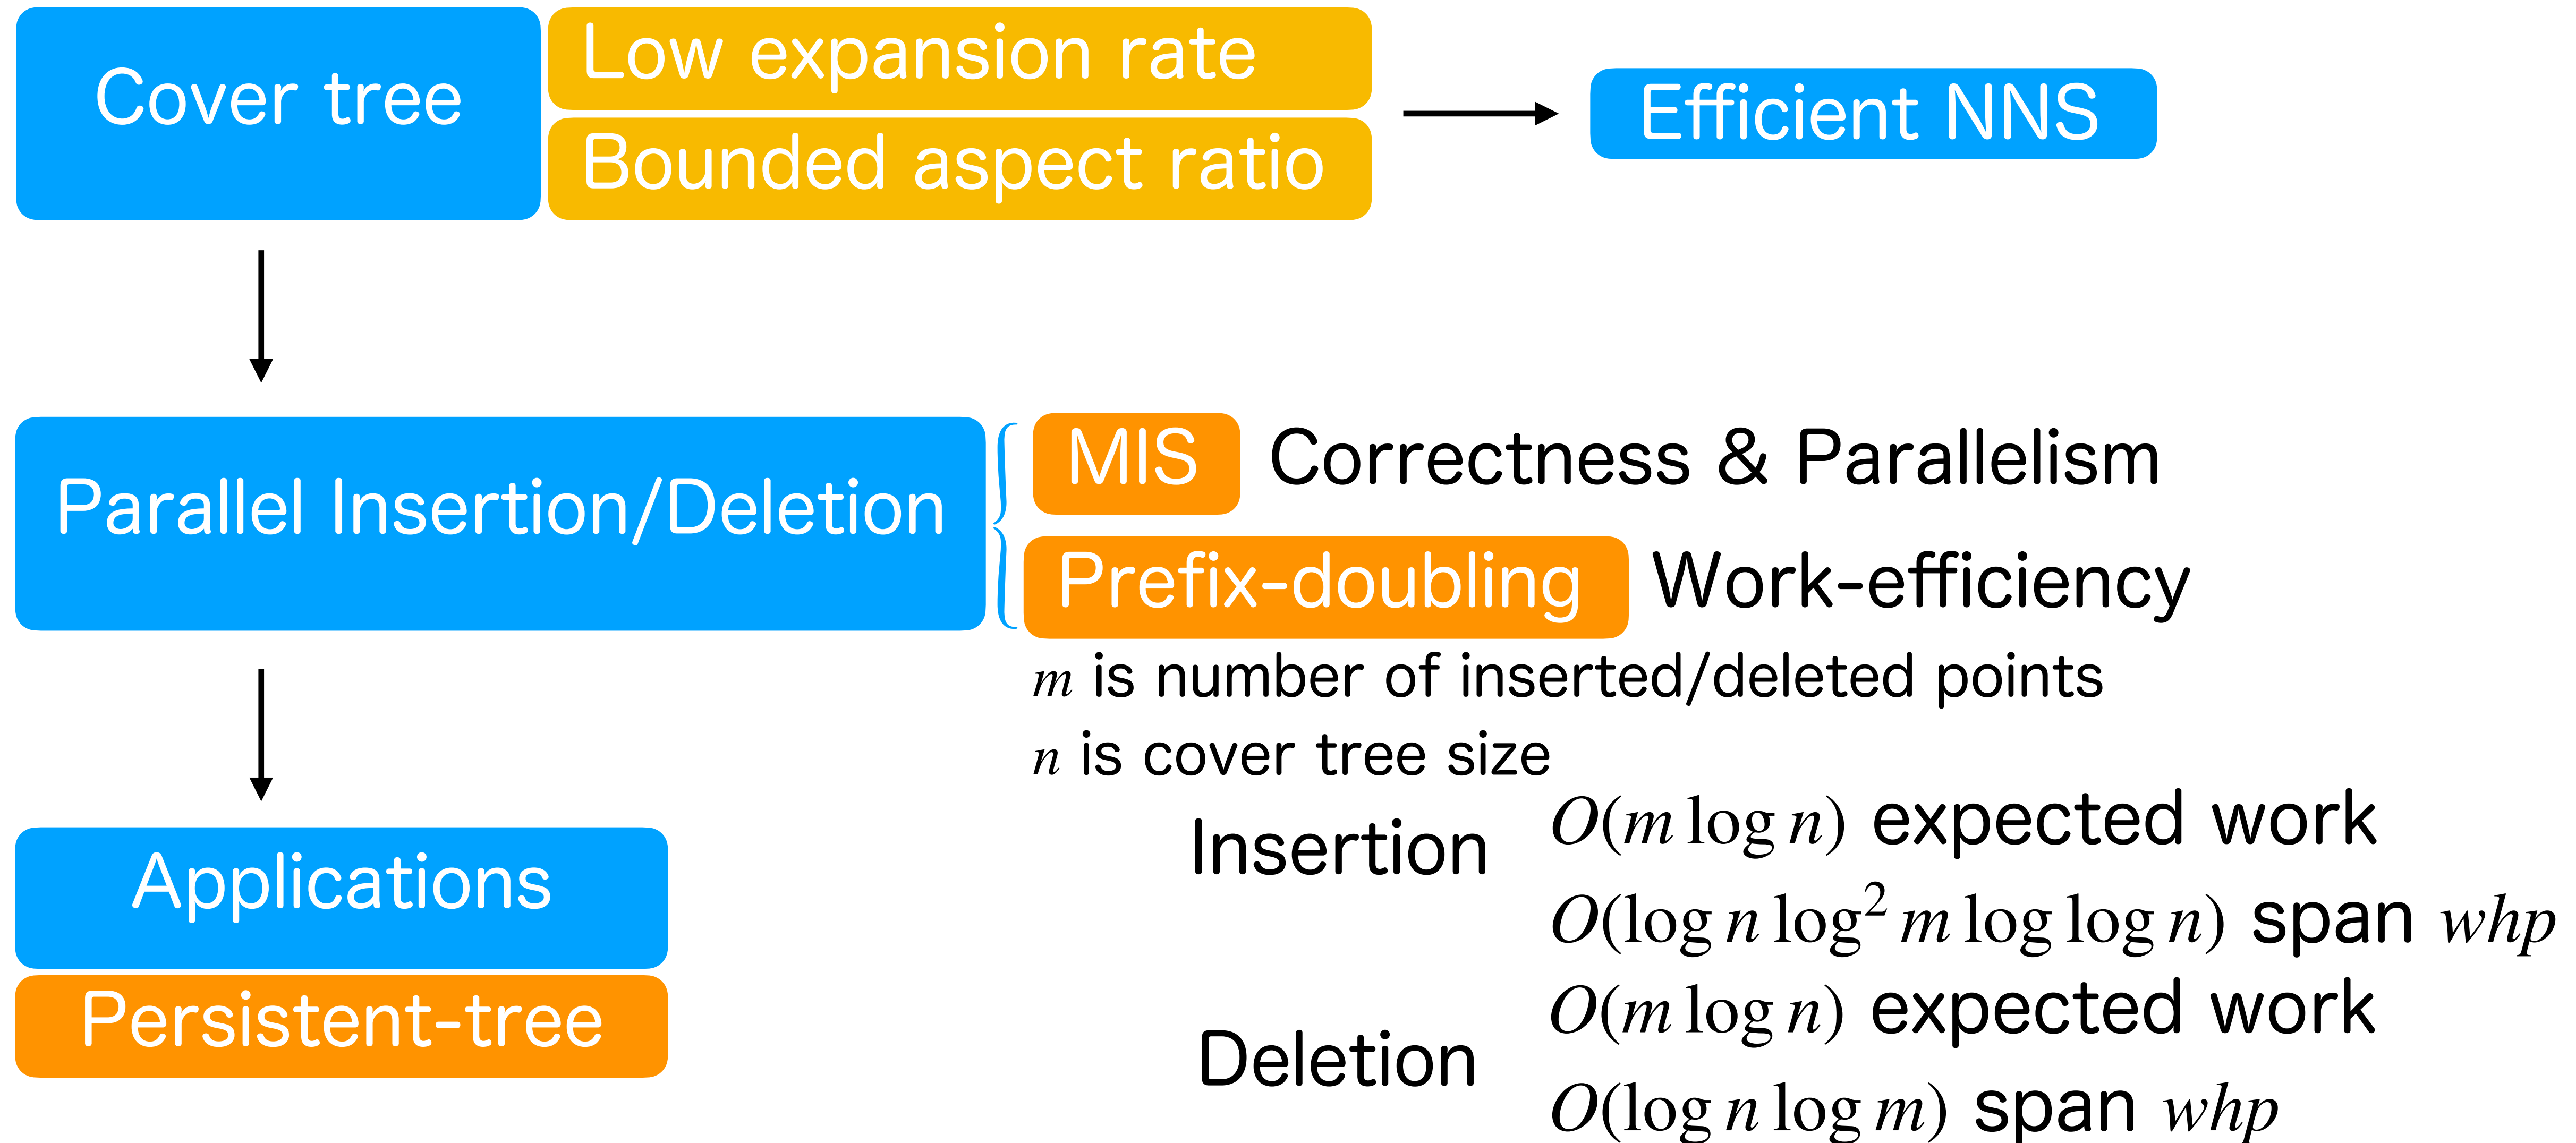 Cover tree
Low expansion rate
Bounded aspect ratio
Efficient NNS
Parallel Insertion/Deletion
MIS Correctness & Parallelism
Prefix-doubling Work-efficiency
m is number of inserted/deleted points
n is cover tree size
Applications
Persistent-tree
Insertion
O(m log n) expected work
O(log n log² m log log n) span whp
Deletion
O(m log n) expected work
O(log n log m) span whp